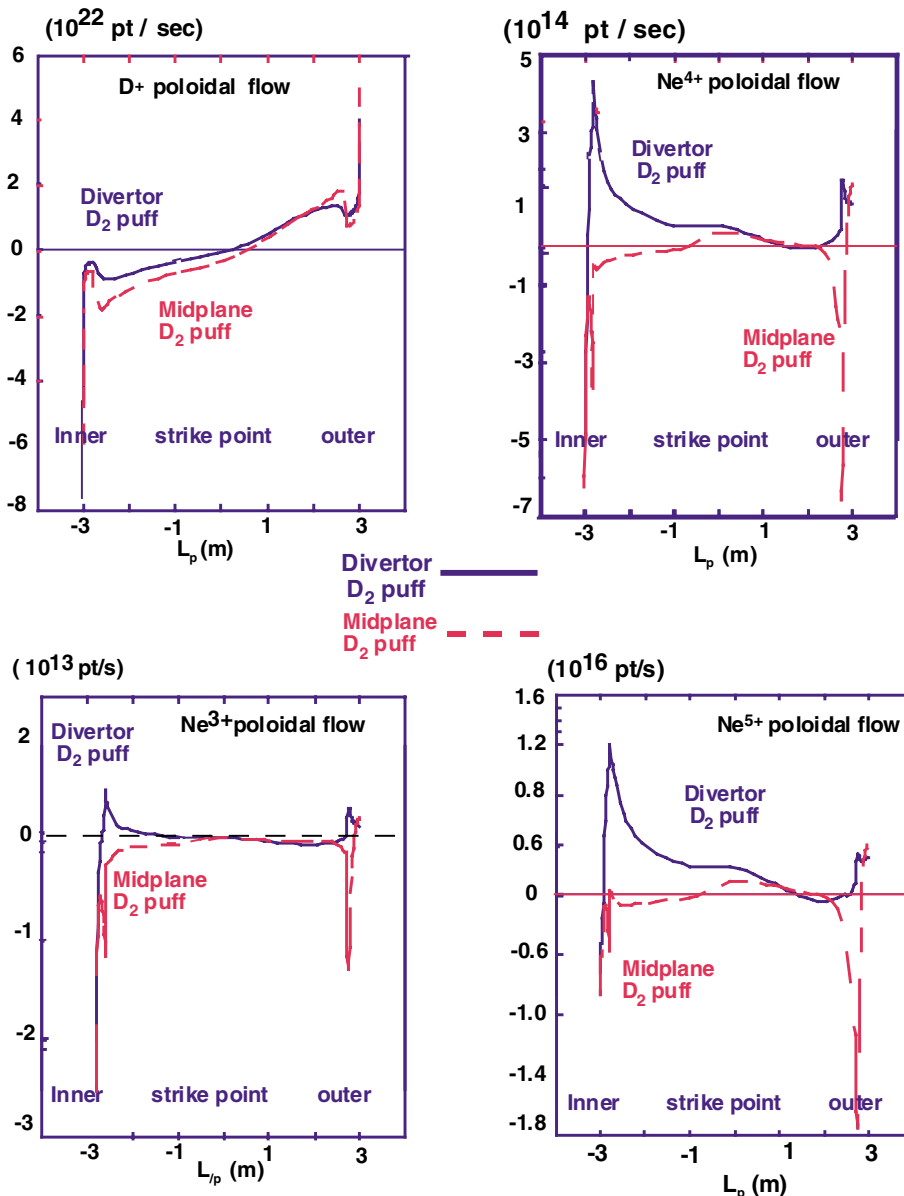 (10²² pt / sec)
D+ poloidal flow
6
4
2
0
-2
-4
-6
-8
Divertor
D₂ puff
Midplane
D₂ puff
Inner strike point outer
-3 -1 1 3
Lₚ (m)
(10¹⁴ pt / sec)
Ne⁴⁺ poloidal flow
5
3
1
-1
-3
-5
-7
Divertor
D₂ puff
Midplane
D₂ puff
Inner strike point outer
-3 -1 1 3
Lₚ (m)
Divertor
D₂ puff
Midplane
D₂ puff
(10¹³ pt/s)
Ne³⁺ poloidal flow
2
0
-1
-2
-3
Divertor
D₂ puff
Midplane
D₂ puff
Inner strike point outer
-3 -1 1 3
L/ₚ (m)
(10¹⁶ pt/s)
Ne⁵⁺ poloidal flow
1.6
1.2
0.8
0.6
0
-0.6
-1.0
-1.4
-1.8
Divertor
D₂ puff
Midplane
D₂ puff
Inner strike point outer
-3 -1 1 3
Lₚ (m)